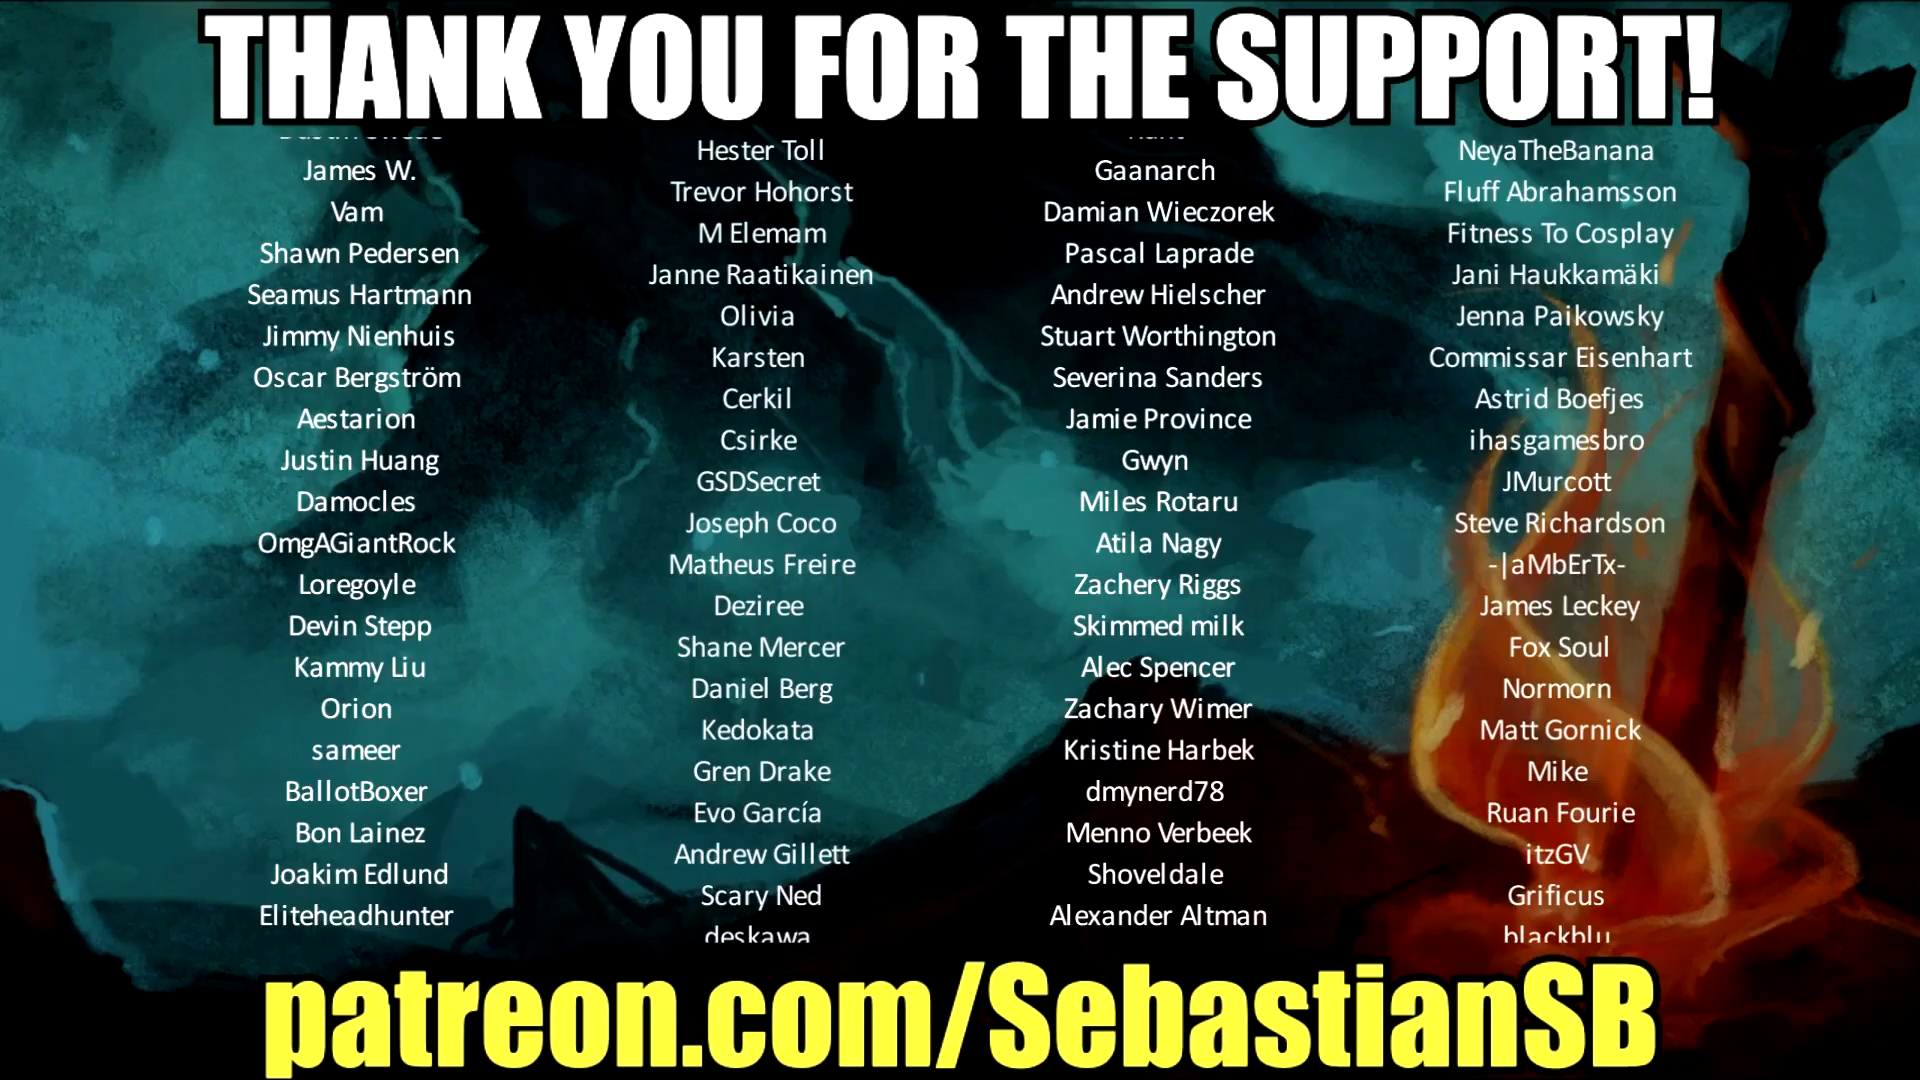 THANK YOU FOR THE SUPPORT!
James W.
Vam
Shawn Pedersen
Seamus Hartmann
Jimmy Nienhuis
Oscar Bergström
Aestarion
Justin Huang
Damocles
OmgAGiantRock
Loregoyle
Devin Stepp
Kammy Liu
Orion
sameer
BallotBoxer
Bon Lainez
Joakim Edlund
Eliteheadhunter
Hester Toll
Trevor Hohorst
M Elemam
Janne Raatikainen
Olivia
Karsten
Cerkil
Csirke
GSDSecret
Joseph Coco
Matheus Freire
Deziree
Shane Mercer
Daniel Berg
Kedokata
Gren Drake
Evo García
Andrew Gillett
Scary Ned
deskawa
Gaanarch
Damian Wieczorek
Pascal Laprade
Andrew Hielscher
Stuart Worthington
Severina Sanders
Jamie Province
Gwyn
Miles Rotaru
Atila Nagy
Zachery Riggs
Skimmed milk
Alec Spencer
Zachary Wimer
Kristine Harbek
dmynerd78
Menno Verbeek
Shoveldale
Alexander Altman
NeyaTheBanana
Fluff Abrahamsson
Fitness To Cosplay
Jani Haukkamäki
Jenna Paikowsky
Commissar Eisenhart
Astrid Boefjes
ihasgamesbro
JMurcott
Steve Richardson
-|aMbErTx-
James Leckey
Fox Soul
Normorn
Matt Gornick
Mike
Ruan Fourie
itzGV
Grificus
blackblu
patreon.com/SebastianSB